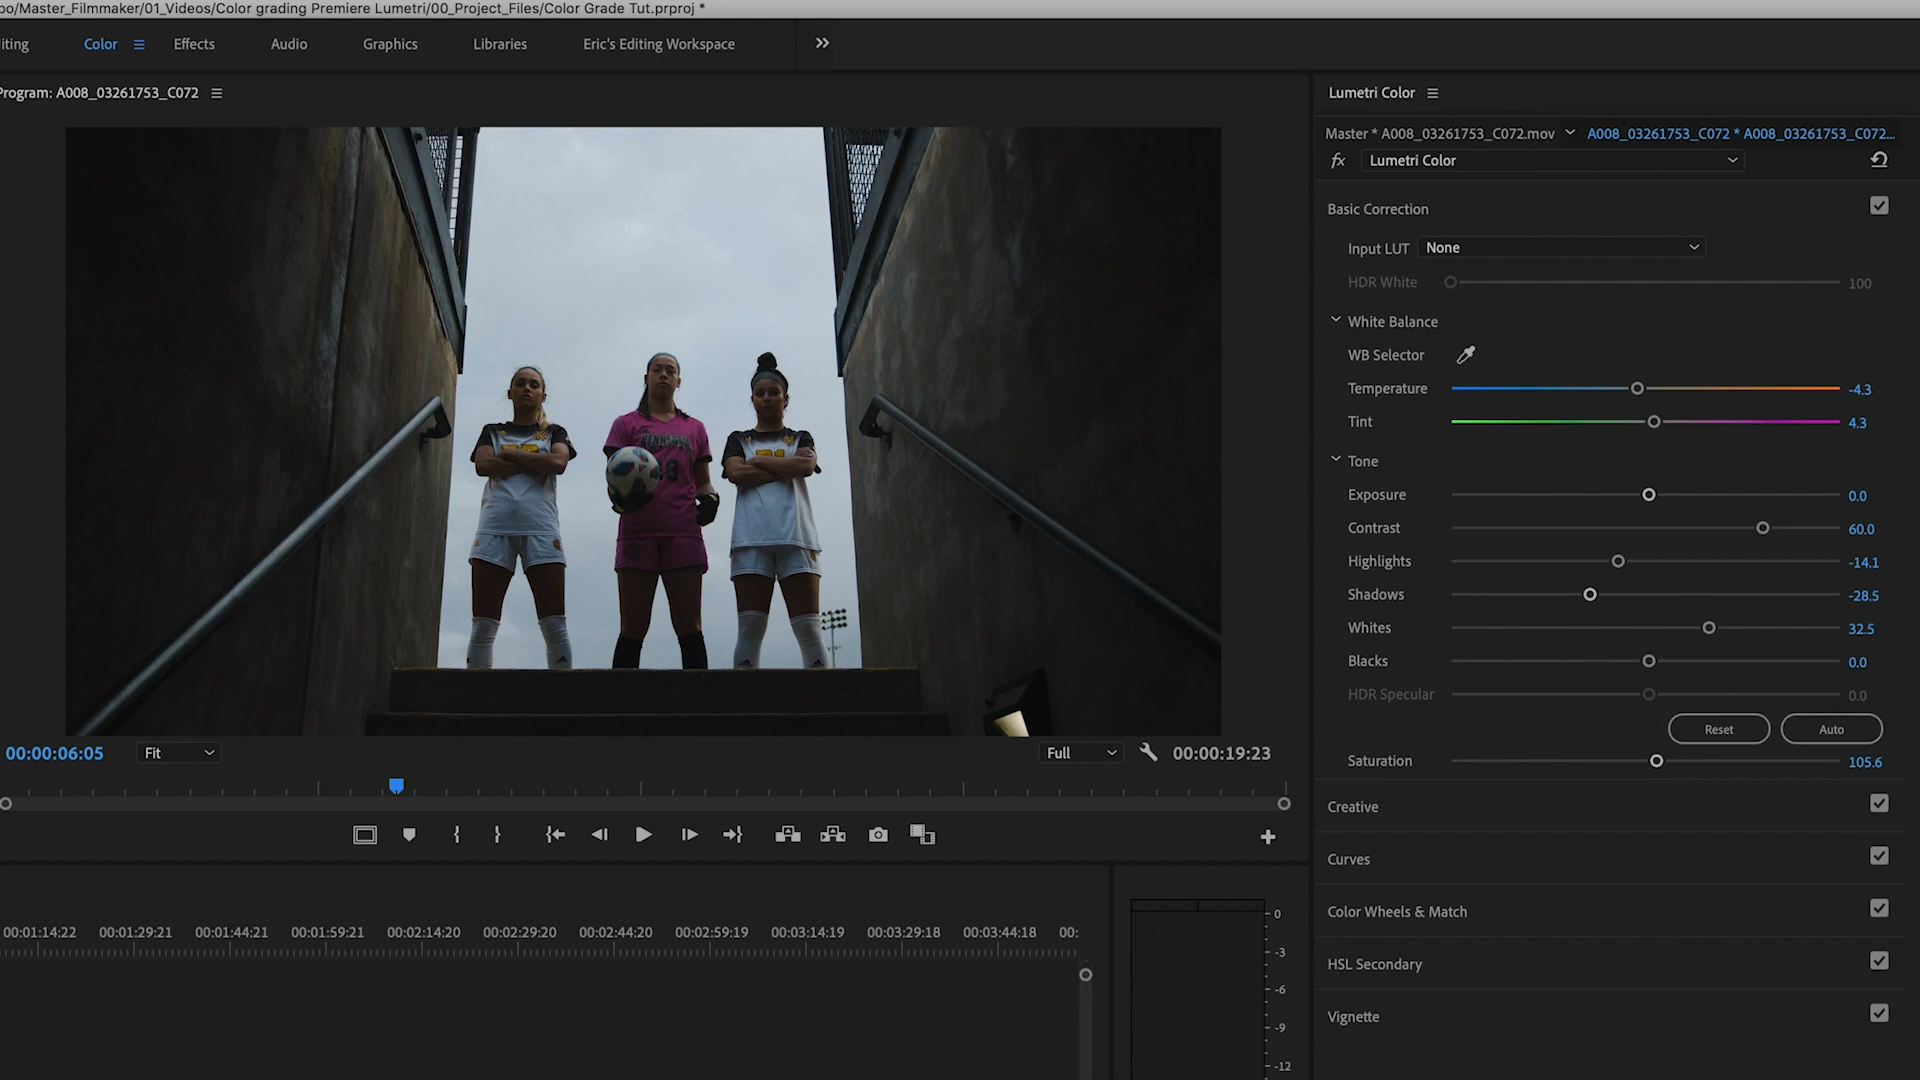 po/Master_Filmmaker/01_Videos/Color grading Premiere Lumetri/00_Project_Files/Color Grade Tut.prproj *
iting Color Effects Audio Graphics Libraries Eric's Editing Workspace
Program: A008_03261753_C072
00:00:06:05 Fit Full 00:00:19:23
00:01:14:22 00:01:29:21 00:01:44:21 00:01:59:21 00:02:14:20 00:02:29:20 00:02:44:20 00:02:59:19 00:03:14:19 00:03:29:18 00:03:44:18 00:
0
-3
-6
-9
-12
Lumetri Color
Master * A008_03261753_C072.mov A008_03261753_C072 * A008_03261753_C072...
fx Lumetri Color
Basic Correction
Input LUT None
HDR White 100
White Balance
WB Selector
Temperature -4.3
Tint 4.3
Tone
Exposure 0.0
Contrast 60.0
Highlights -14.1
Shadows -28.5
Whites 32.5
Blacks 0.0
HDR Specular 0.0
Reset Auto
Saturation 105.6
Creative
Curves
Color Wheels & Match
HSL Secondary
Vignette